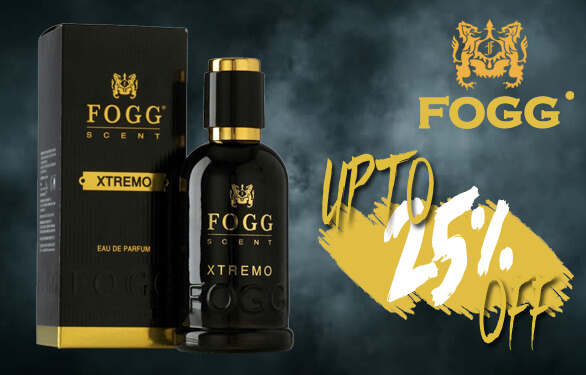 FOGG
SCENT
XTREMO
EAU DE PARFUM
FOGG
FOGG
SCENT
XTREMO
FOGG
FOGG
UPTO
25%
OFF